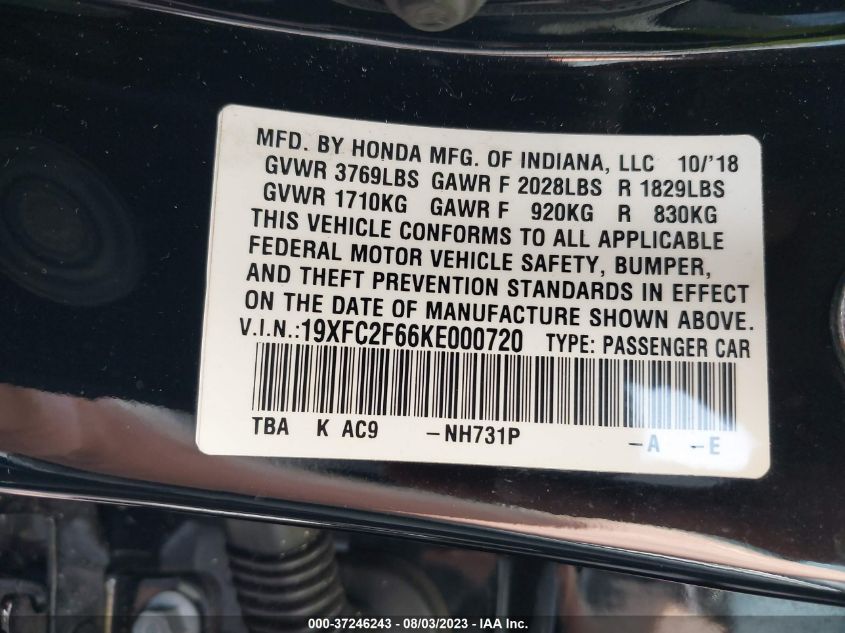 MFD. BY HONDA MFG. OF INDIANA, LLC 10/'18
GVWR 3769LBS GAWR F 2028LBS R 1829LBS
GVWR 1710KG GAWR F 920KG R 830KG
THIS VEHICLE CONFORMS TO ALL APPLICABLE
FEDERAL MOTOR VEHICLE SAFETY, BUMPER,
AND THEFT PREVENTION STANDARDS IN EFFECT
ON THE DATE OF MANUFACTURE SHOWN ABOVE.
V.I.N.:19XFC2F66KE000720 TYPE: PASSENGER CAR
TBA K AC9 –NH731P –A –E
000-37246243 - 08/03/2023 - IAA Inc.